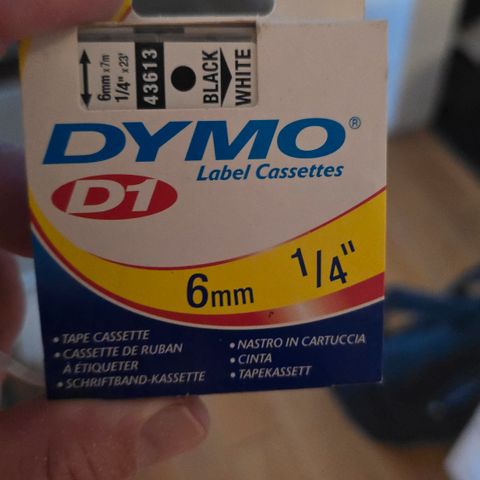 6mm x 7m
1/4" x 23'
43613
BLACK
WHITE
DYMO®
Label Cassettes
D1
6mm 1/4"
• TAPE CASSETTE
• CASSETTE DE RUBAN
À ÉTIQUETER
• SCHRIFTBAND-KASSETTE
• NASTRO IN CARTUCCIA
• CINTA
• TAPEKASSETT